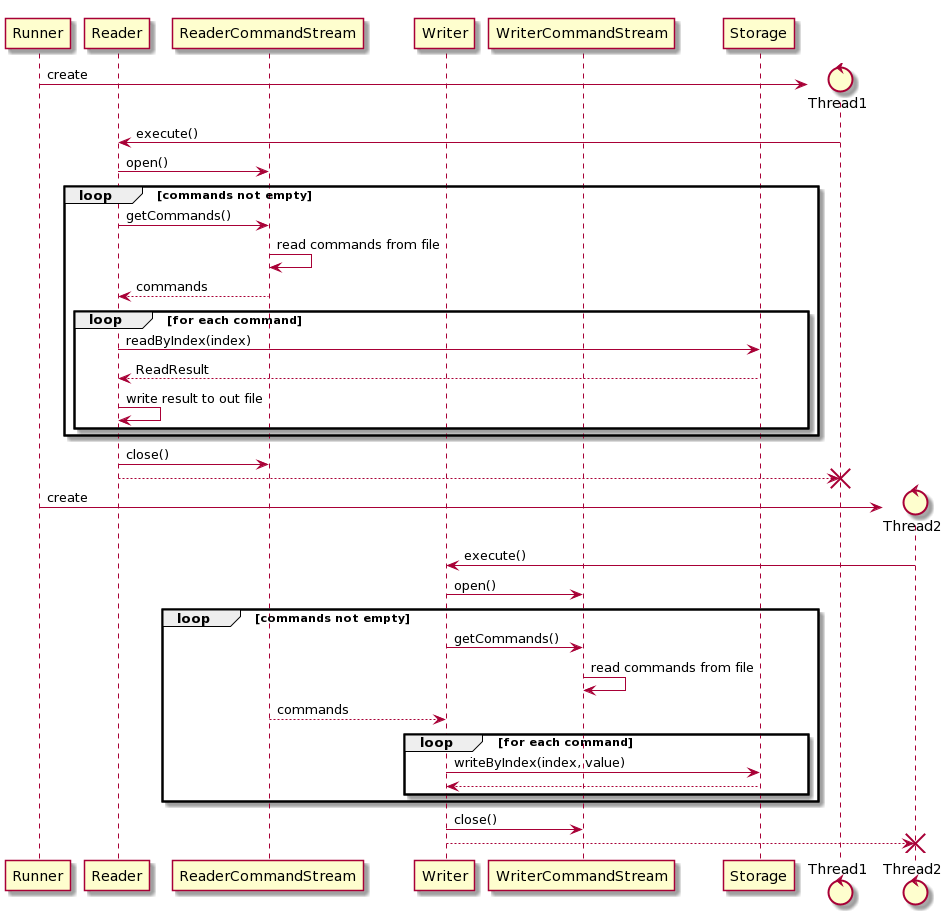 Runner Reader ReaderCommandStream Writer WriterCommandStream Storage
create
Thread1
execute()
open()
loop [commands not empty]
getCommands()
read commands from file
commands
loop [for each command]
readByIndex(index)
ReadResult
write result to out file
close()
create
Thread2
execute()
open()
loop [commands not empty]
getCommands()
read commands from file
commands
loop [for each command]
writeByIndex(index, value)
close()
Runner Reader ReaderCommandStream Writer WriterCommandStream Storage Thread1 Thread2